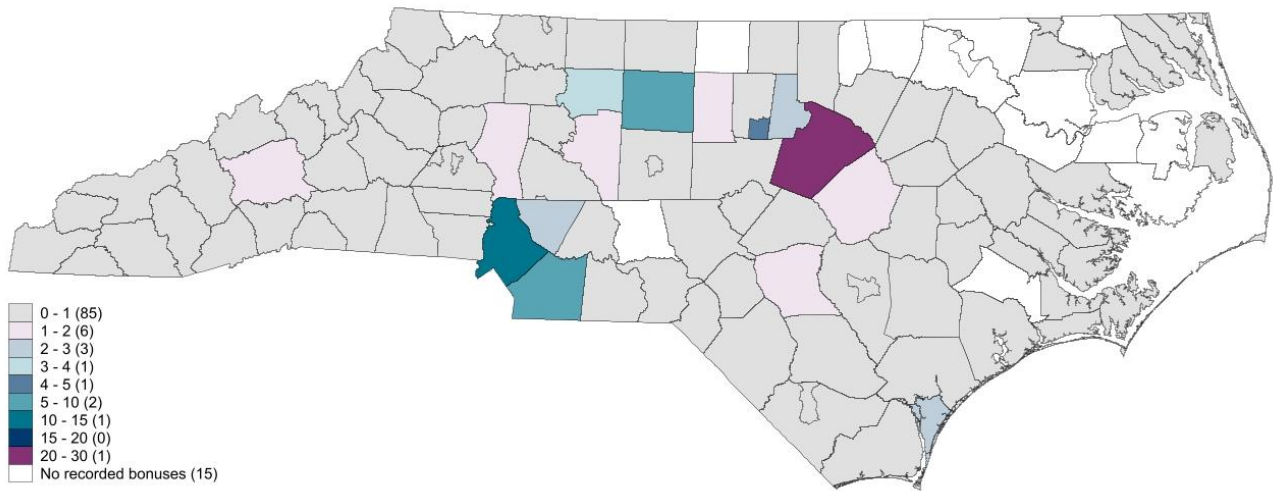 0 - 1 (85)
1 - 2 (6)
2 - 3 (3)
3 - 4 (1)
4 - 5 (1)
5 - 10 (2)
10 - 15 (1)
15 - 20 (0)
20 - 30 (1)
No recorded bonuses (15)